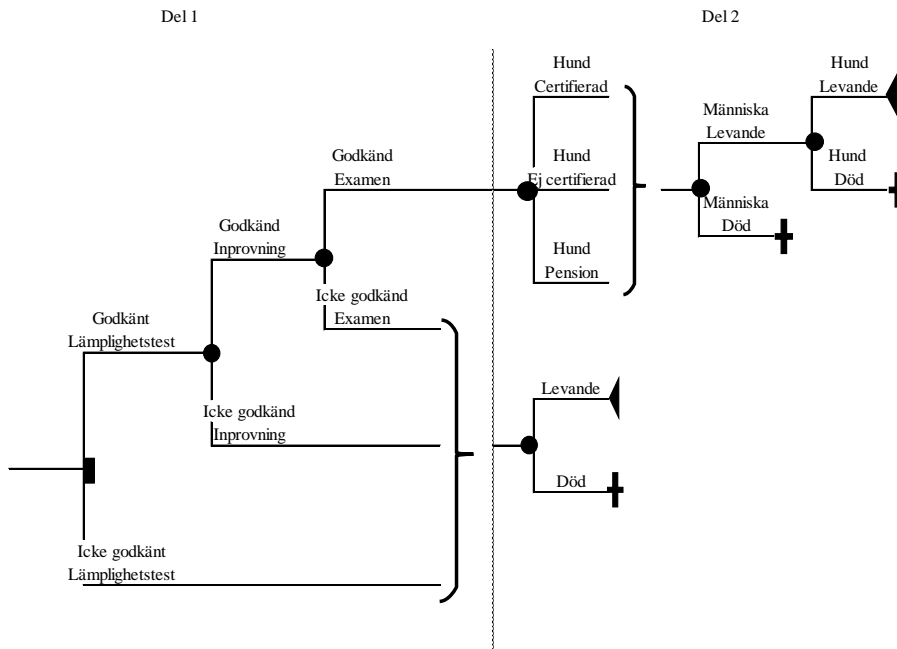 Del 1
Del 2
Hund
Certifierad
Hund
Levande
Människa
Levande
Godkänd
Examen
Hund
Ej certifierad
Hund
Död
Människa
Död
Godkänd
Inprovning
Hund
Pension
Icke godkänd
Examen
Godkänt
Lämplighetstest
Levande
Icke godkänd
Inprovning
Död
Icke godkänt
Lämplighetstest